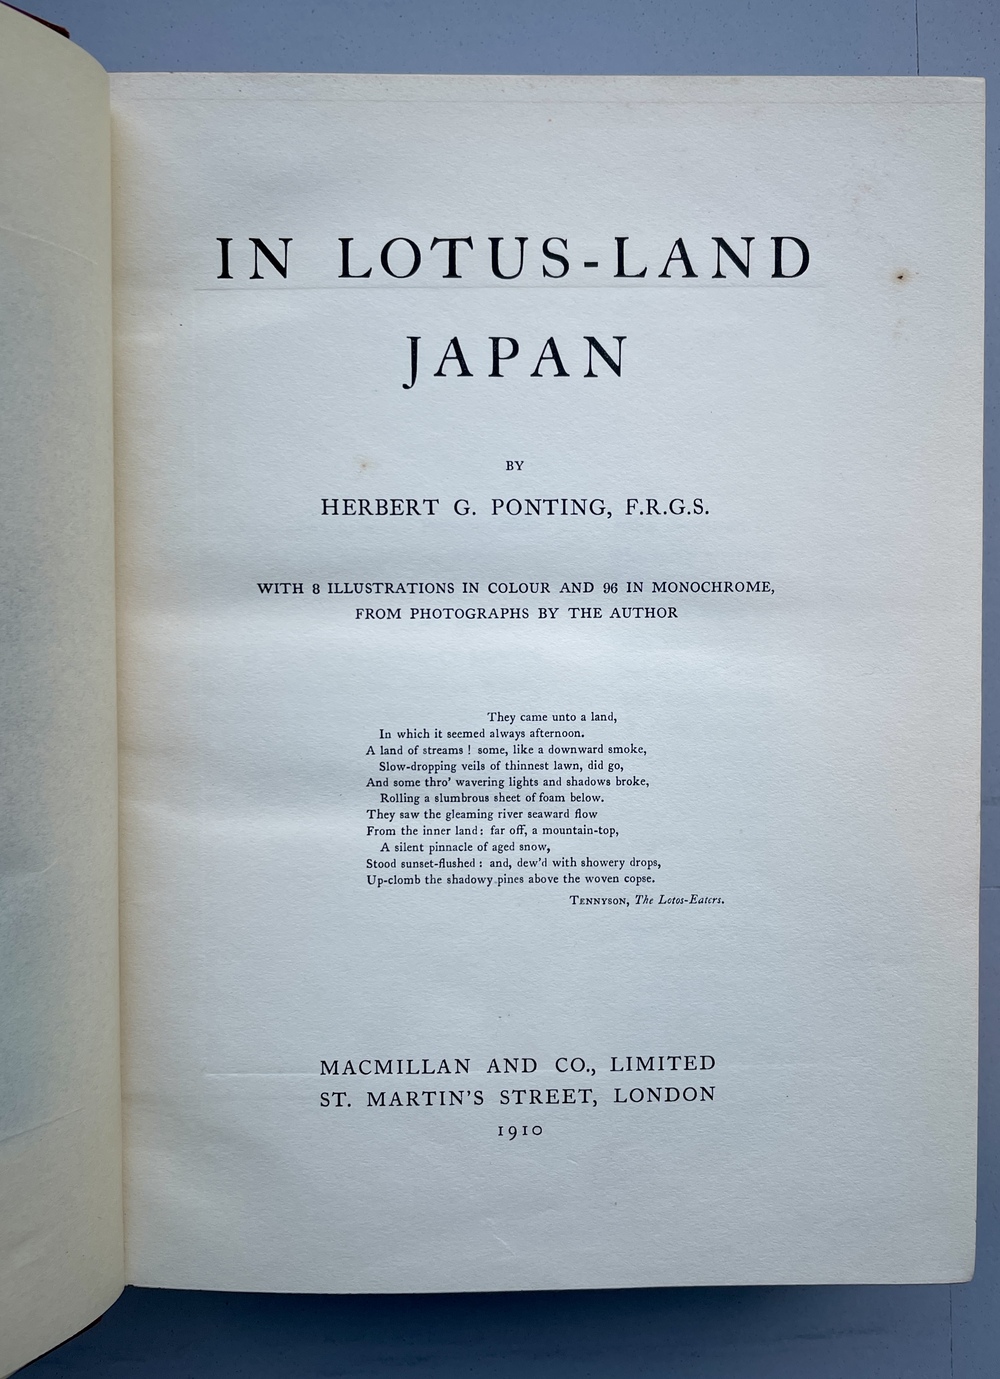 IN LOTUS-LAND
JAPAN
BY
HERBERT G. PONTING, F.R.G.S.
WITH 8 ILLUSTRATIONS IN COLOUR AND 96 IN MONOCHROME,
FROM PHOTOGRAPHS BY THE AUTHOR
They came unto a land,
In which it seemed always afternoon.
A land of streams ! some, like a downward smoke,
Slow-dropping veils of thinnest lawn, did go,
And some thro' wavering lights and shadows broke,
Rolling a slumbrous sheet of foam below.
They saw the gleaming river seaward flow
From the inner land : far off, a mountain-top,
A silent pinnacle of aged snow,
Stood sunset-flushed : and, dew'd with showery drops,
Up-clomb the shadowy pines above the woven copse.
TENNYSON, The Lotos-Eaters.
MACMILLAN AND CO., LIMITED
ST. MARTIN'S STREET, LONDON
1910